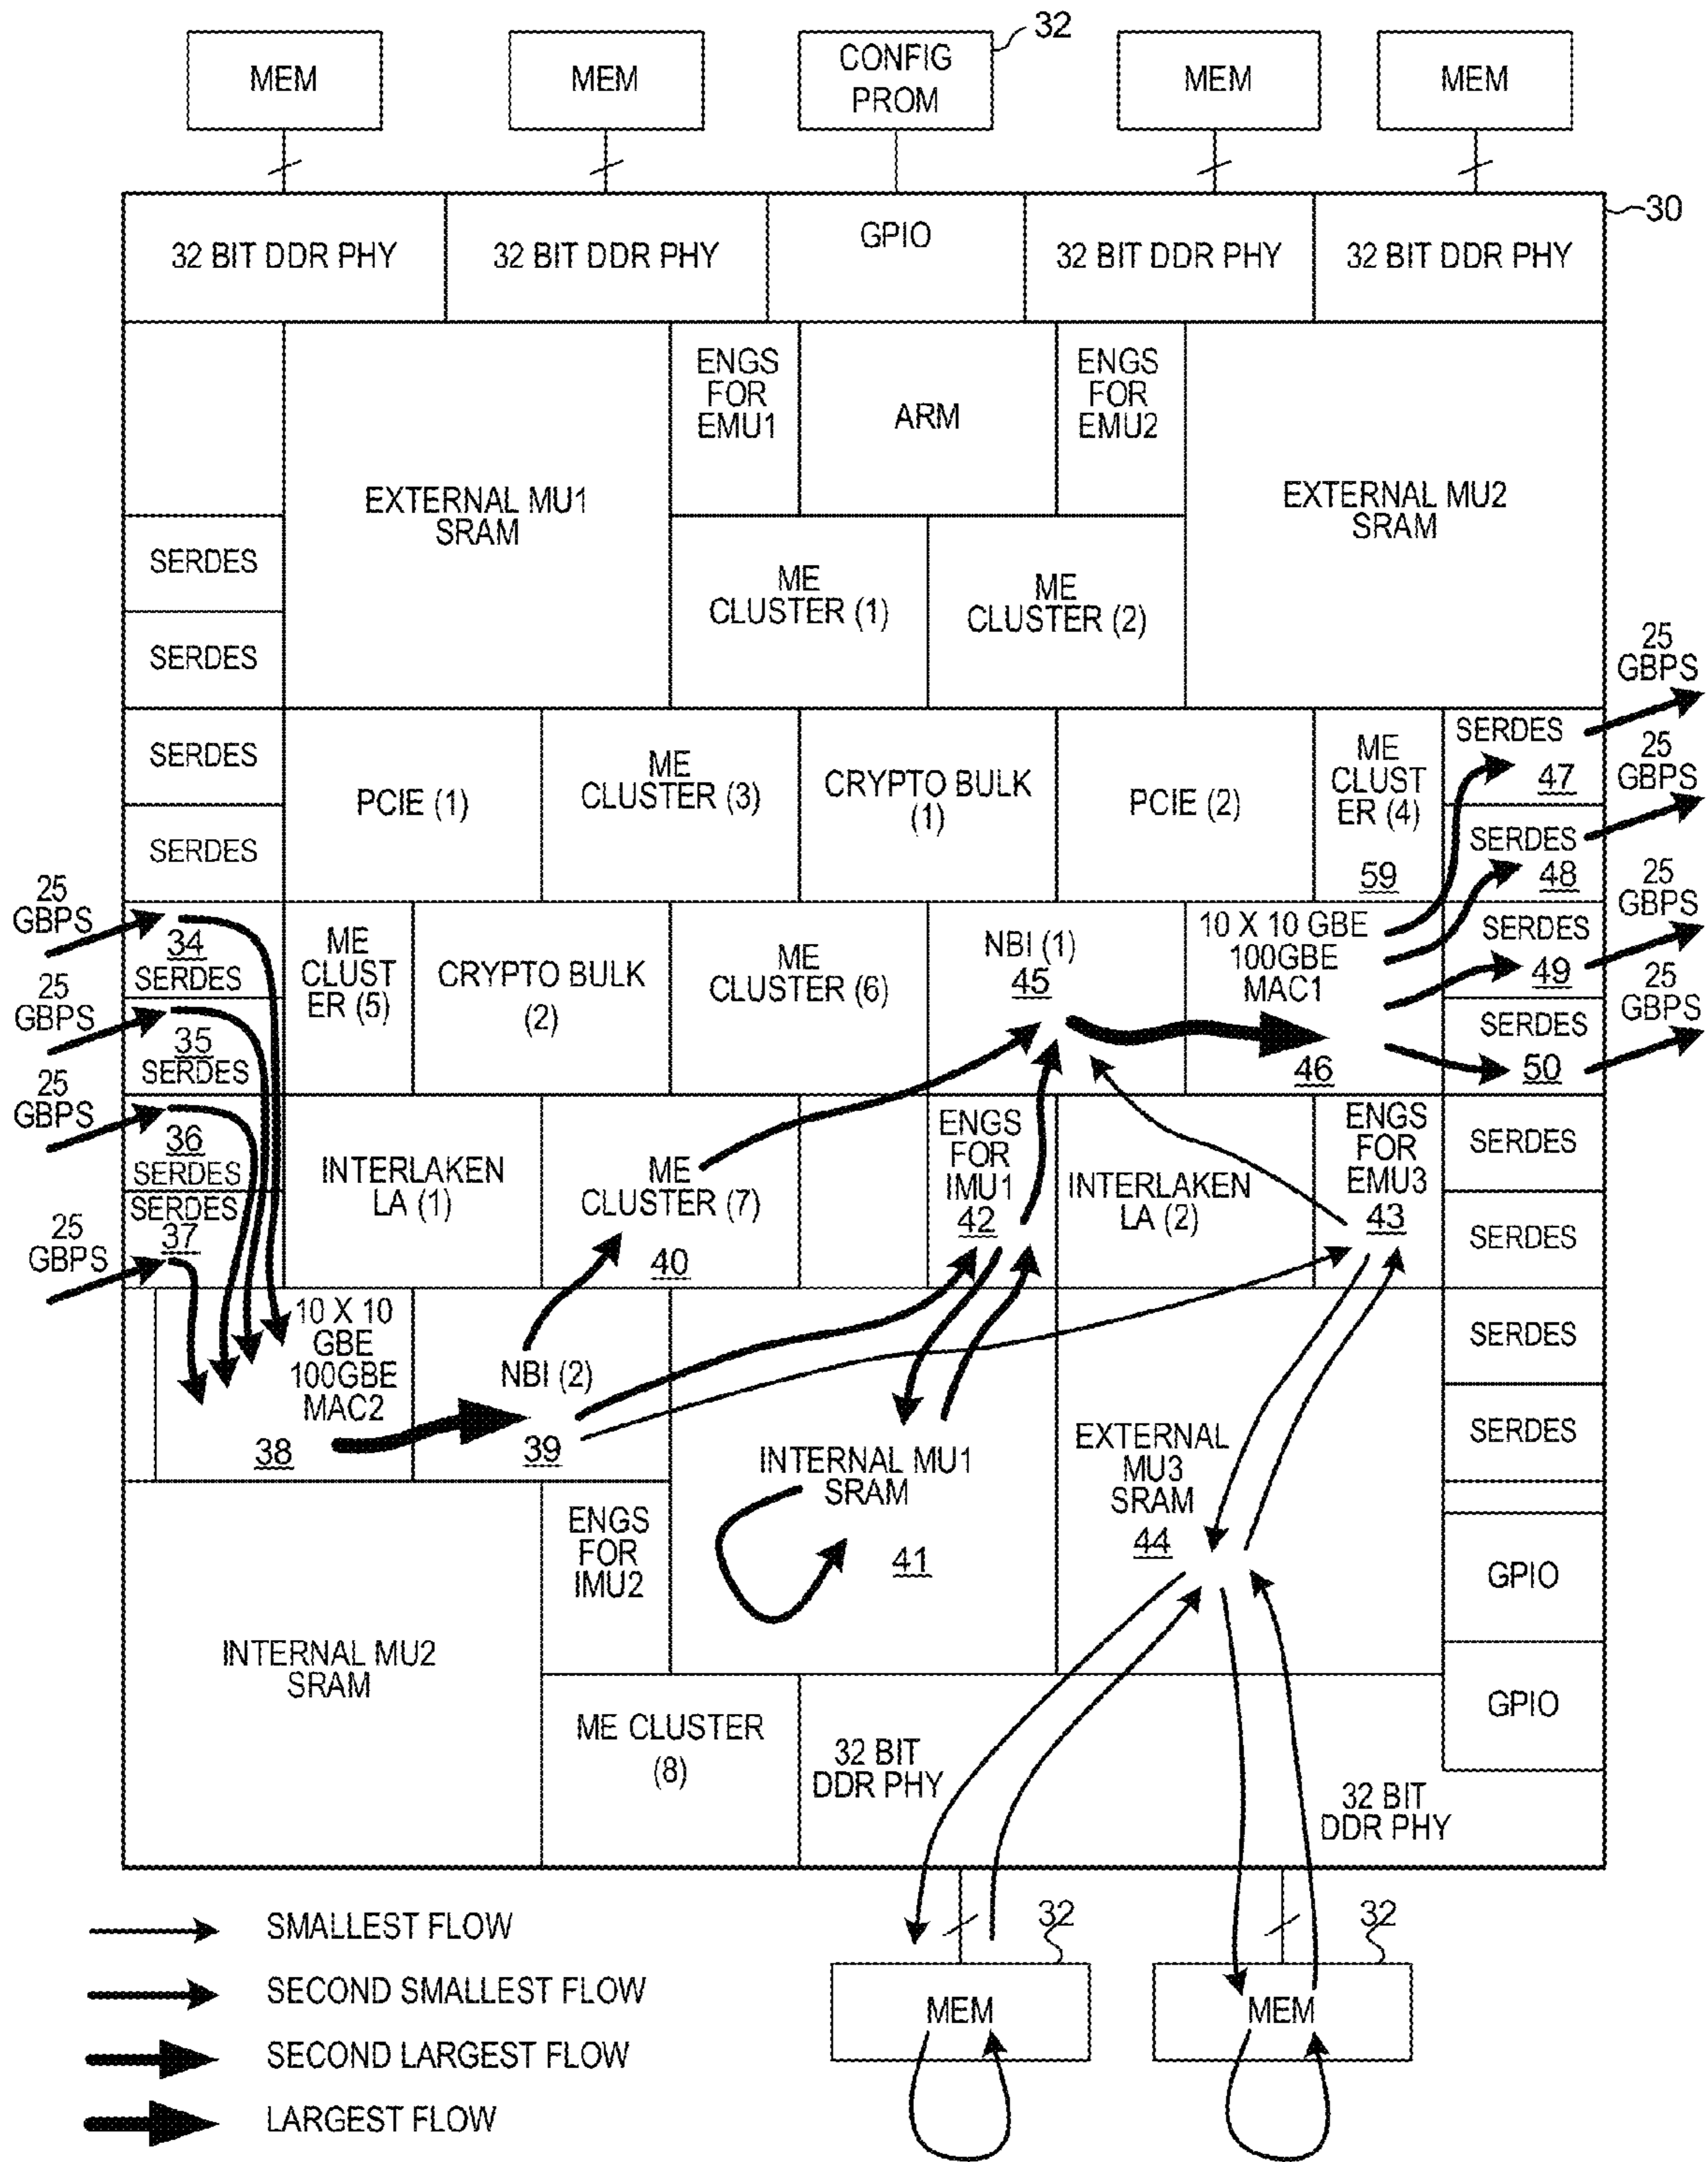 32
MEM
MEM
CONFIG
PROM
MEM
MEM
30
32 BIT DDR PHY
32 BIT DDR PHY
GPIO
32 BIT DDR PHY
32 BIT DDR PHY
ENGS
FOR
EMU1
ARM
ENGS
FOR
EMU2
EXTERNAL MU1
SRAM
EXTERNAL MU2
SRAM
SERDES
SERDES
ME
CLUSTER (1)
ME
CLUSTER (2)
25
GBPS
25
GBPS
25
GBPS
25
GBPS
SERDES
SERDES
PCIE (1)
ME
CLUSTER (3)
CRYPTO BULK
(1)
PCIE (2)
ME
CLUST
ER (4)
59
SERDES
47
SERDES
48
SERDES
49
SERDES
50
25
GBPS
25
GBPS
25
GBPS
25
GBPS
34
SERDES
35
SERDES
36
SERDES
SERDES
37
ME
CLUST
ER (5)
CRYPTO BULK
(2)
ME
CLUSTER (6)
NBI (1)
45
10 X 10 GBE
100GBE
MAC1
46
INTERLAKEN
LA (1)
ME
CLUSTER (7)
40
ENGS
FOR
IMU1
42
INTERLAKEN
LA (2)
ENGS
FOR
EMU3
43
SERDES
SERDES
SERDES
SERDES
10 X 10
GBE
100GBE
MAC2
38
NBI (2)
39
INTERNAL MU1
SRAM
41
EXTERNAL
MU3
SRAM
44
ENGS
FOR
IMU2
GPIO
GPIO
INTERNAL MU2
SRAM
ME CLUSTER
(8)
32 BIT
DDR PHY
32 BIT
DDR PHY
32
32
MEM
MEM
SMALLEST FLOW
SECOND SMALLEST FLOW
SECOND LARGEST FLOW
LARGEST FLOW